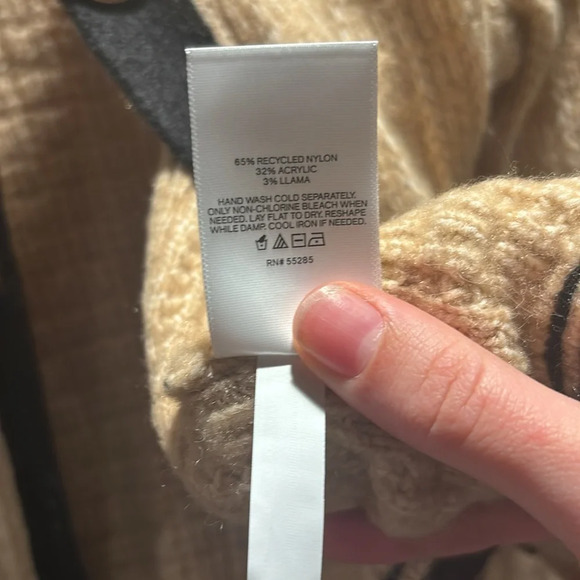 65% RECYCLED NYLON
32% ACRYLIC
3% LLAMA
HAND WASH COLD SEPARATELY.
ONLY NON-CHLORINE BLEACH WHEN
NEEDED. LAY FLAT TO DRY. RESHAPE
WHILE DAMP. COOL IRON IF NEEDED.
RN# 55285